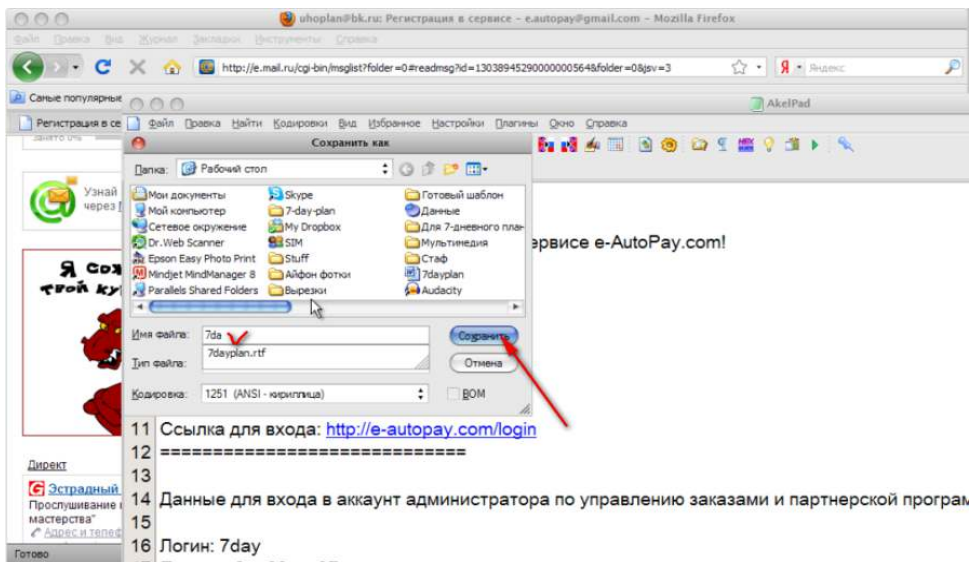 uhoplan@bk.ru: Регистрация в сервисе – e.autopay@gmail.com – Mozilla Firefox
Файл Правка Вид Журнал Закладки Инструменты Справка
http://e.mail.ru/cgi-bin/msglist?folder=0#readmsg?id=13038945290000000564&folder=0&jsv=3
Яндекс
Самые популярные
AkelPad
Регистрация в се
Файл Правка Найти Кодировки Вид Избранное Настройки Плагины Окно Справка
занято 0%
Сохранить как
Папка: Рабочий стол
Мои документы Skype Готовый шаблон
Мой компьютер 7-day-plan Данные
Сетевое окружение My Dropbox Для 7-дневного план
Dr.Web Scanner SIM Мультимедия
Epson Easy Photo Print Stuff Стаф
Mindjet MindManager 8 Айфон фотки 7dayplan
Parallels Shared Folders Вырезки Audacity
Имя файла: 7da Сохранить
7dayplan.rtf
Тип файла: Отмена
Кодировка: 1251 (ANSI - кириллица) BOM
Узнай
через
ервисе e-AutoPay.com!
Я СОЖ
ТВОЙ КУ
11 Ссылка для входа: http://e-autopay.com/login
12 =============================
13
14 Данные для входа в аккаунт администратора по управлению заказами и партнерской програм
15
16 Логин: 7day
Директ
Эстрадный
Прослушивание
мастерства"
Адрес и телеф
Готово